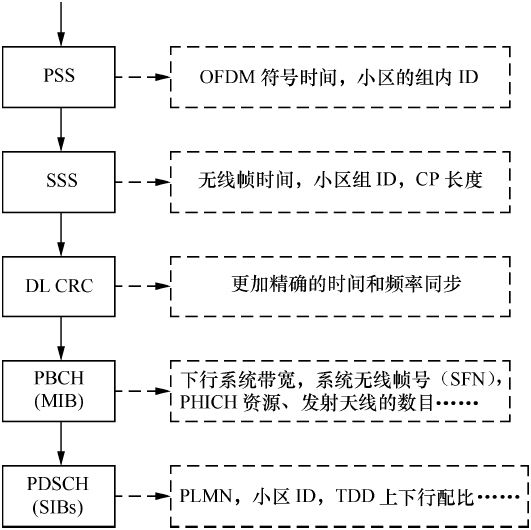 PSS
OFDM 符号时间，小区的组内 ID
SSS
无线帧时间，小区组 ID，CP 长度
DL CRC
更加精确的时间和频率同步
PBCH
(MIB)
下行系统带宽，系统无线帧号（SFN），
PHICH 资源、发射天线的数目……
PDSCH
(SIBs)
PLMN，小区 ID，TDD 上下行配比……